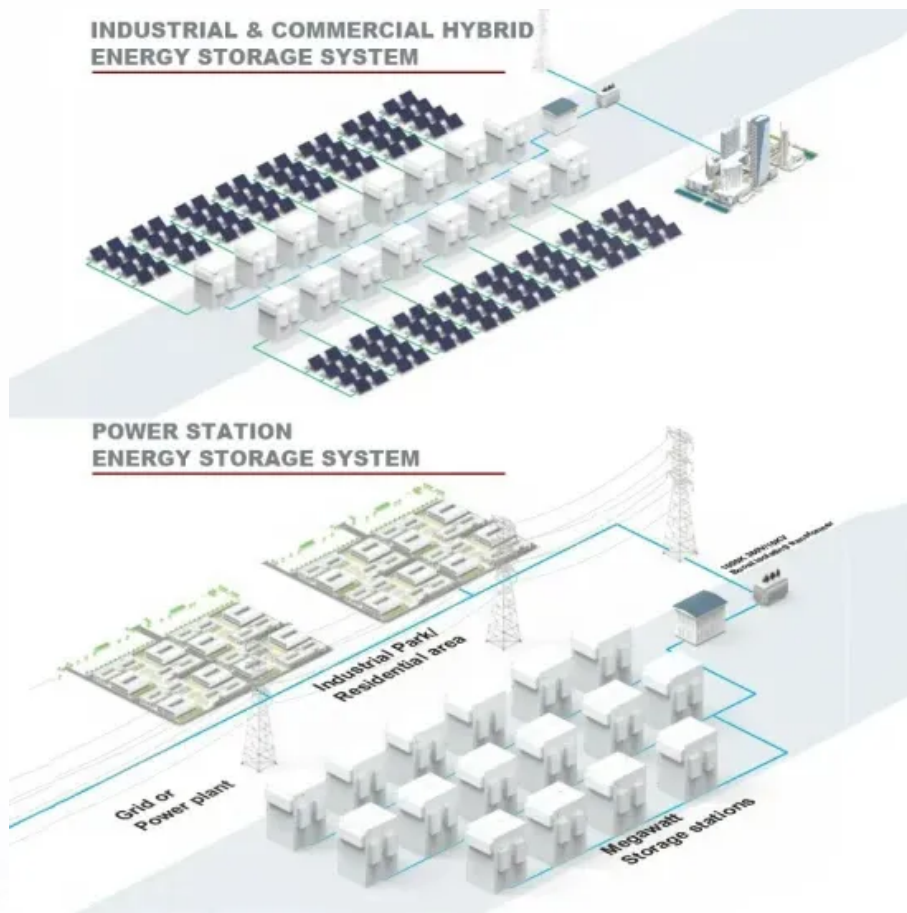 INDUSTRIAL & COMMERCIAL HYBRID
ENERGY STORAGE SYSTEM
POWER STATION
ENERGY STORAGE SYSTEM
Industrial Park/
Residential area
Grid or
Power plant
Megawatt
Storage stations